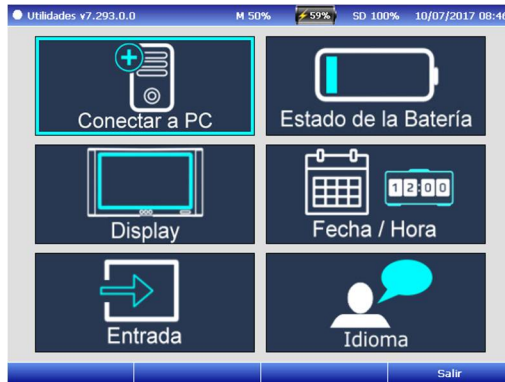 Utilidades v7.293.0.0 M 50% 59% SD 100% 10/07/2017 08:46
Conectar a PC
Estado de la Batería
12:00
Display
Fecha / Hora
Entrada
Idioma
Salir